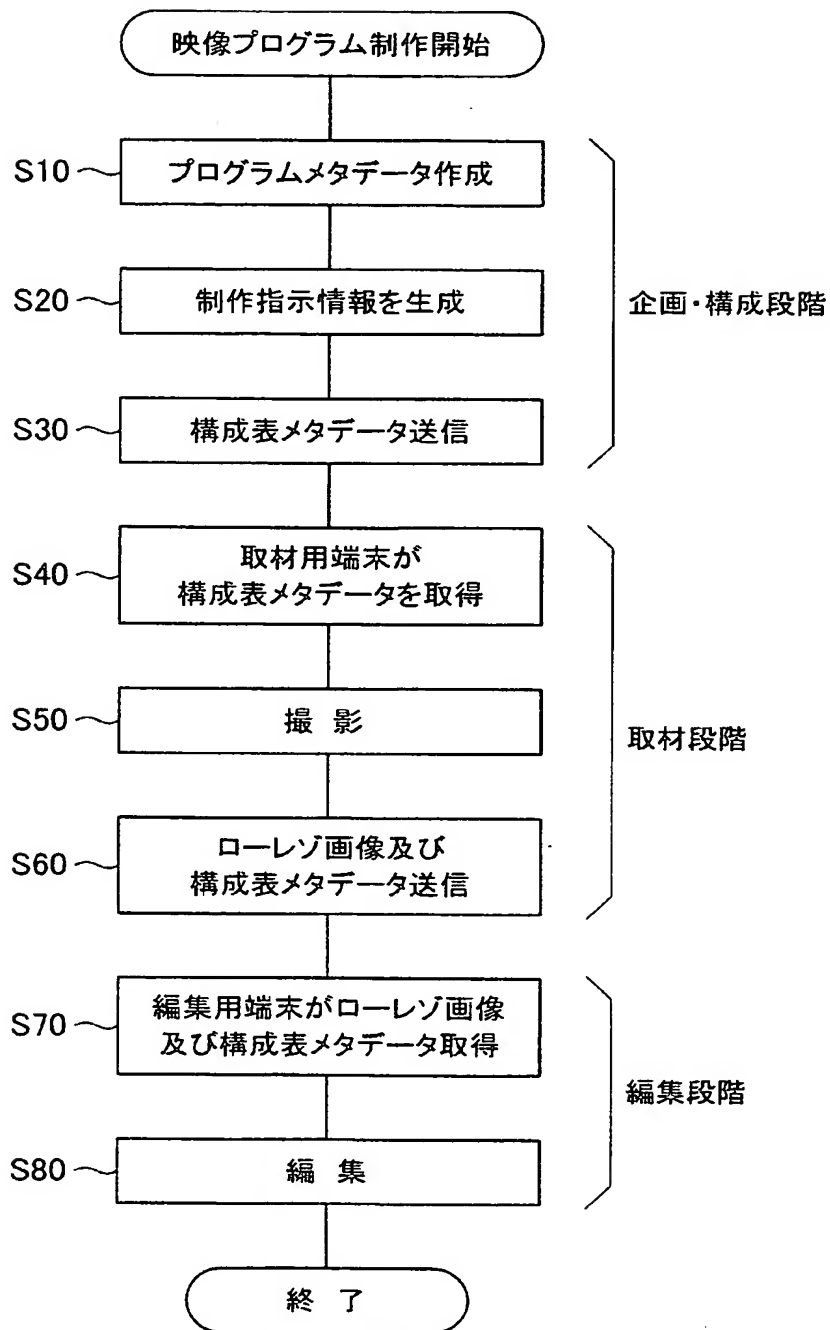 映像プログラム制作開始
S10
プログラムメタデータ作成
S20
制作指示情報を生成
企画・構成段階
S30
構成表メタデータ送信
S40
取材用端末が
構成表メタデータを取得
S50
撮 影
取材段階
S60
ローレゾ画像及び
構成表メタデータ送信
S70
編集用端末がローレゾ画像
及び構成表メタデータ取得
編集段階
S80
編 集
終 了